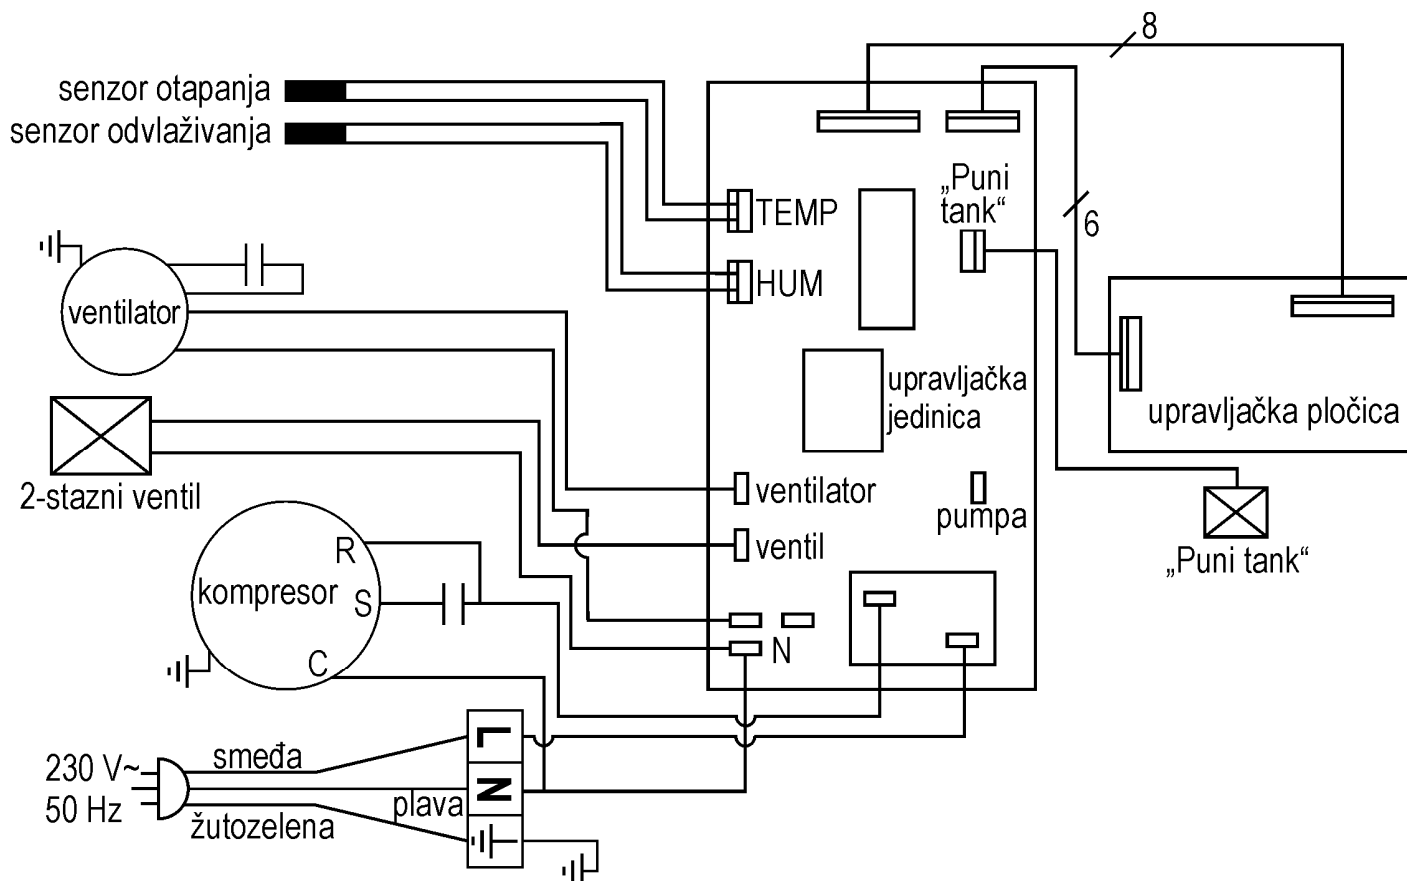 8
senzor otapanja
senzor odvlaživanja
„Puni
tank“
TEMP
6
HUM
ventilator
upravljačka
jedinica
upravljačka pločica
2-stazni ventil
ventilator
pumpa
ventil
„Puni tank“
R
kompresor
S
N
C
L
smeđa
230 V~
N
plava
50 Hz
žutozelena